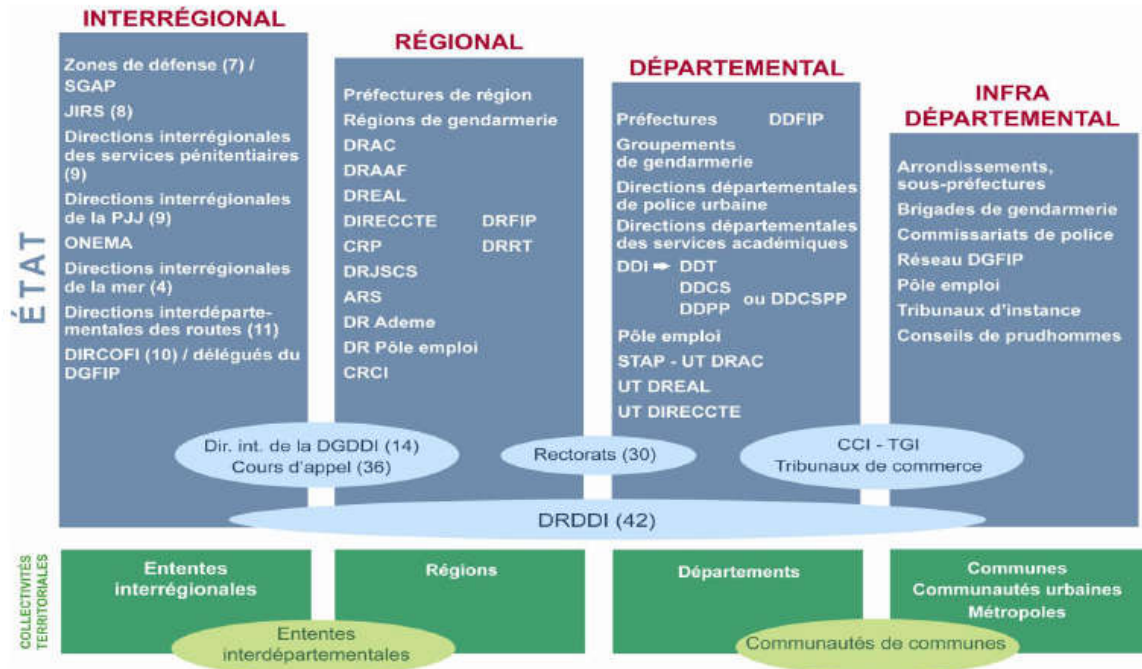 INTERRÉGIONAL
Zones de défense (7) /
SGAP
JIRS (8)
Directions interrégionales
des services pénitentiaires
(9)
Directions interrégionales
de la PJJ (9)
ONEMA
Directions interrégionales
de la mer (4)
Directions interdéparte-
mentales des routes (11)
DIRCOFI (10) / délégués du
DGFIP
RÉGIONAL
Préfectures de région
Régions de gendarmerie
DRAC
DRAAF
DREAL
DIRECCTE DRFIP
CRP DRRT
DRJSCS
ARS
DR Ademe
DR Pôle emploi
CRCI
DÉPARTEMENTAL
Préfectures DDFIP
Groupements
de gendarmerie
Directions départementales
de police urbaine
Directions départementales
des services académiques
DDI ➨ DDT
DDCS
DDPP
ou DDCSPP
Pôle emploi
STAP - UT DRAC
UT DREAL
UT DIRECCTE
INFRA
DÉPARTEMENTAL
Arrondissements,
sous-préfectures
Brigades de gendarmerie
Commissariats de police
Réseau DGFIP
Pôle emploi
Tribunaux d'instance
Conseils de prudhommes
ÉTAT
Dir. int. de la DGDDI (14)
Cours d'appel (36)
Rectorats (30)
CCI - TGI
Tribunaux de commerce
DRDDI (42)
COLLECTIVITÉS
TERRITORIALES
Ententes
interrégionales
Régions
Départements
Communes
Communautés urbaines
Métropoles
Ententes
interdépartementales
Communautés de communes